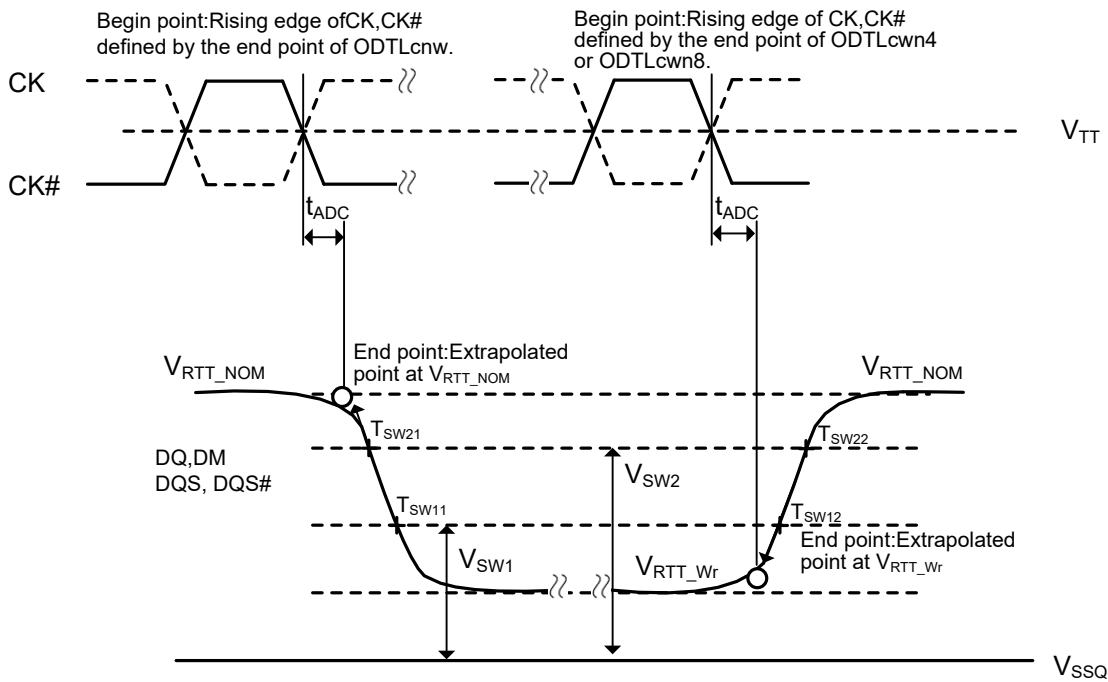 Begin point:Rising edge ofCK,CK#
defined by the end point of ODTLcnw.
Begin point:Rising edge of CK,CK#
defined by the end point of ODTLcwn4
or ODTLcwn8.
CK
VTT
CK#
tADC
tADC
VRTT_NOM
End point:Extrapolated
point at VRTT_NOM
VRTT_NOM
TSW21
TSW22
DQ,DM
DQS, DQS#
VSW2
TSW11
TSW12
VSW1
VRTT_Wr
End point:Extrapolated
point at VRTT_Wr
VSSQ